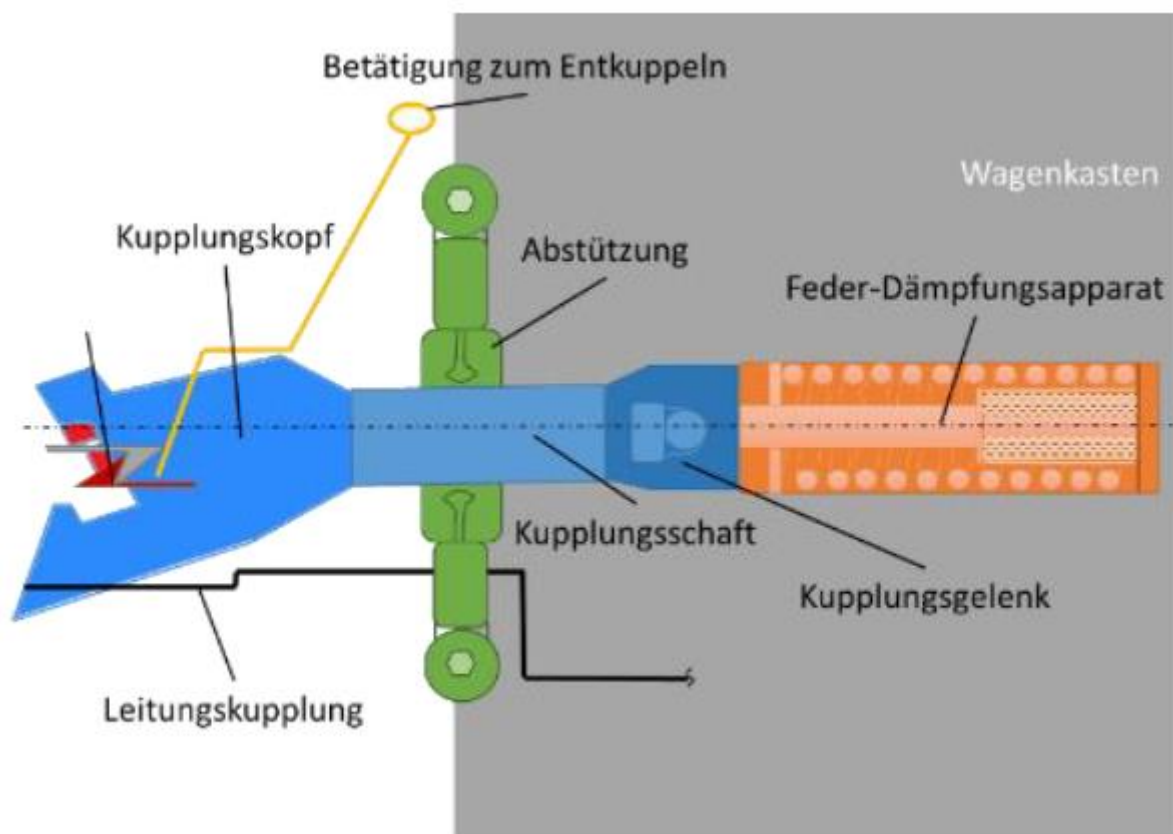 Betätigung zum Entkuppeln
Wagenkasten
Kupplungskopf
Abstützung
Feder-Dämpfungsapparat
Kupplungsschaft
Kupplungsgelenk
Leitungskupplung